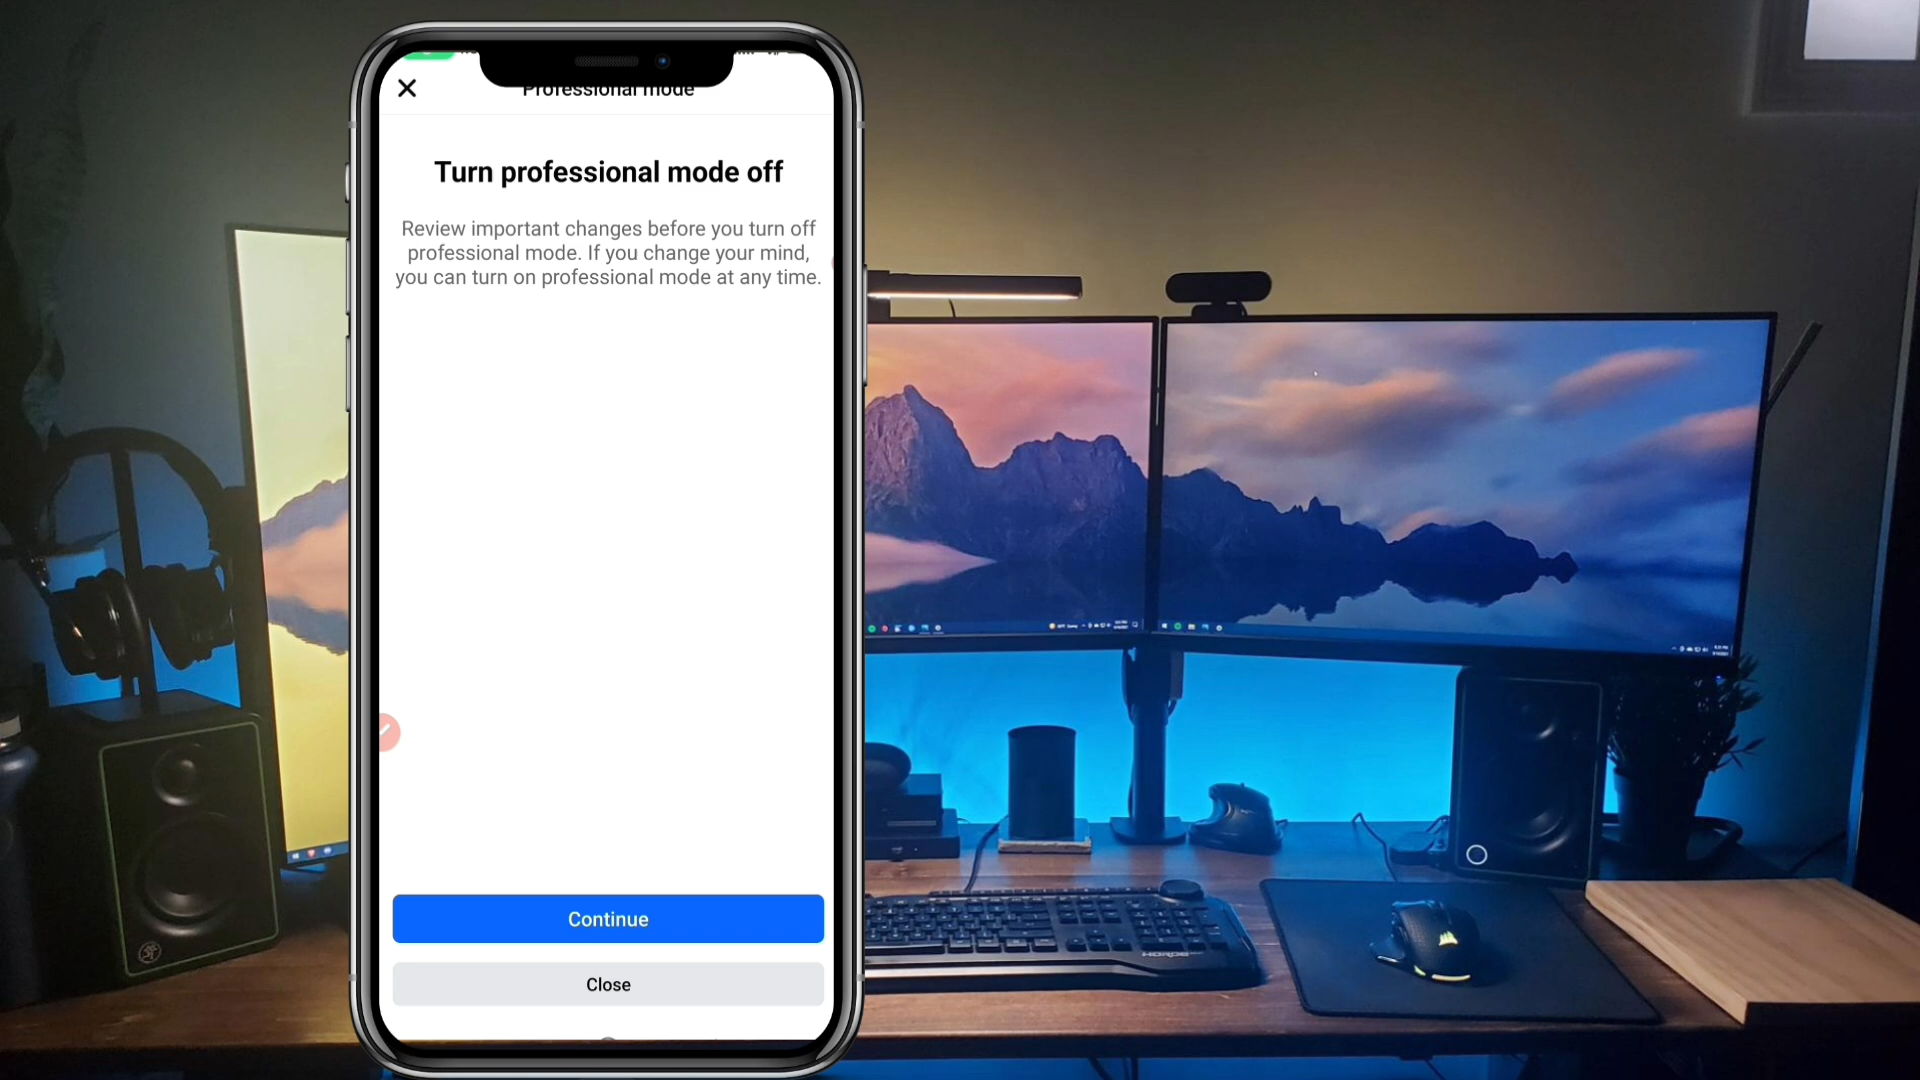 Professional mode
Turn professional mode off
Review important changes before you turn off
professional mode. If you change your mind,
you can turn on professional mode at any time.
Continue
Close